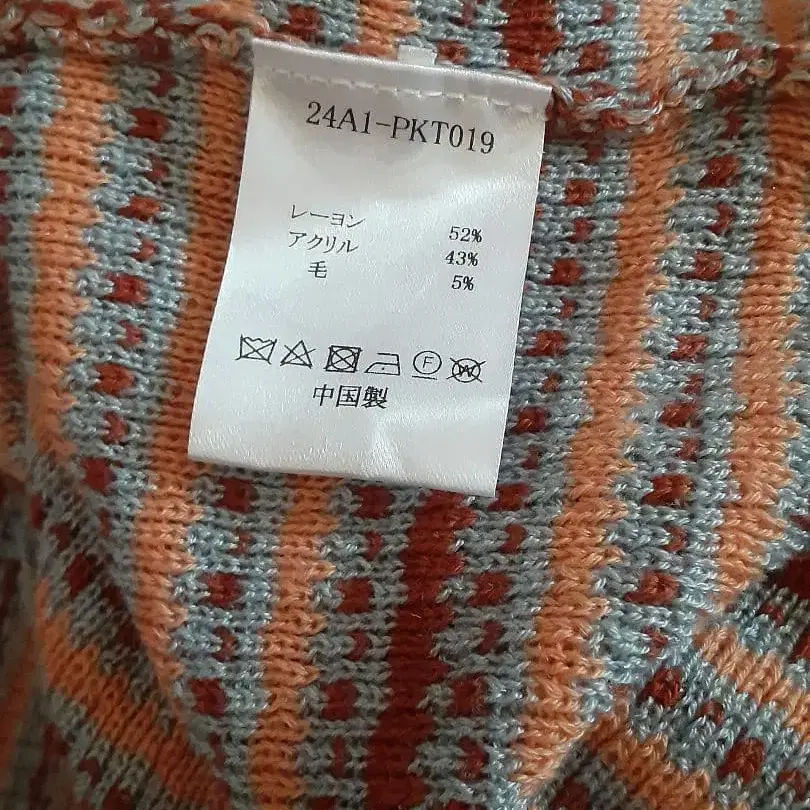 24A1-PKT019
レーヨン 52%
アクリル 43%
毛 5%
F W
中国製